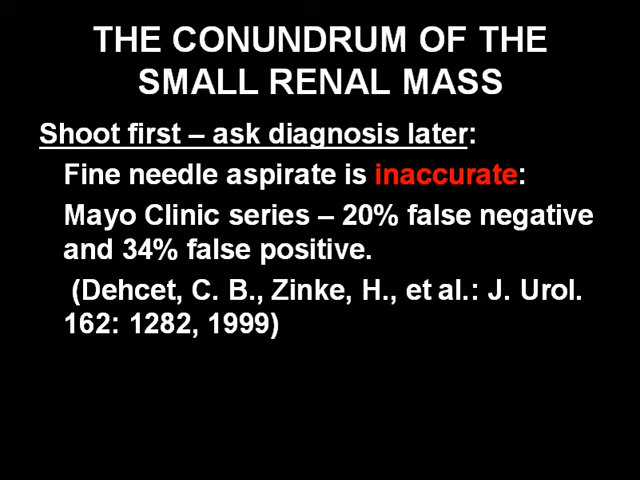 THE CONUNDRUM OF THE
SMALL RENAL MASS
Shoot first – ask diagnosis later:
Fine needle aspirate is inaccurate:
Mayo Clinic series – 20% false negative
and 34% false positive.
(Dehcet, C. B., Zinke, H., et al.: J. Urol.
162: 1282, 1999)